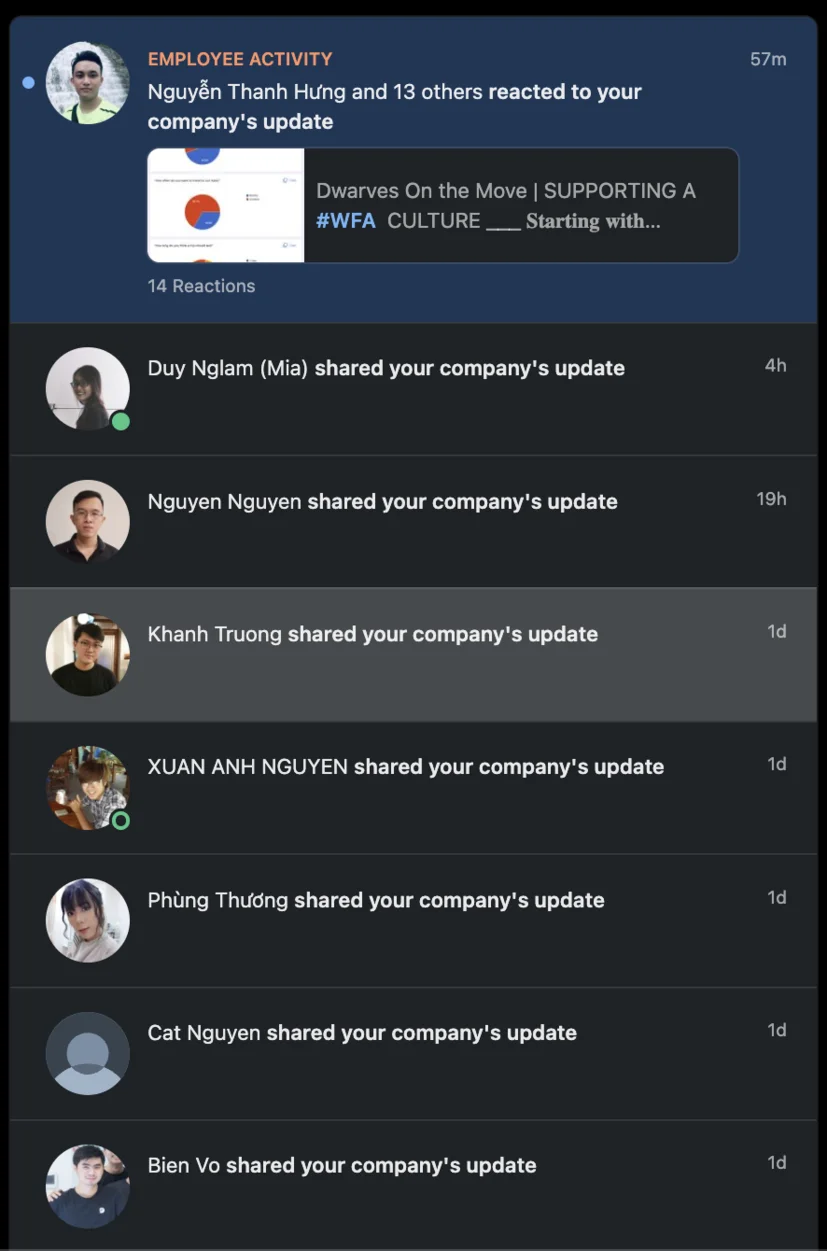 EMPLOYEE ACTIVITY
57m
Nguyễn Thanh Hưng and 13 others reacted to your
company's update
Dwarves On the Move | SUPPORTING A
#WFA CULTURE ___ Starting with...
14 Reactions
Duy Nglam (Mia) shared your company's update
4h
Nguyen Nguyen shared your company's update
19h
Khanh Truong shared your company's update
1d
XUAN ANH NGUYEN shared your company's update
1d
Phùng Thương shared your company's update
1d
Cat Nguyen shared your company's update
1d
Bien Vo shared your company's update
1d